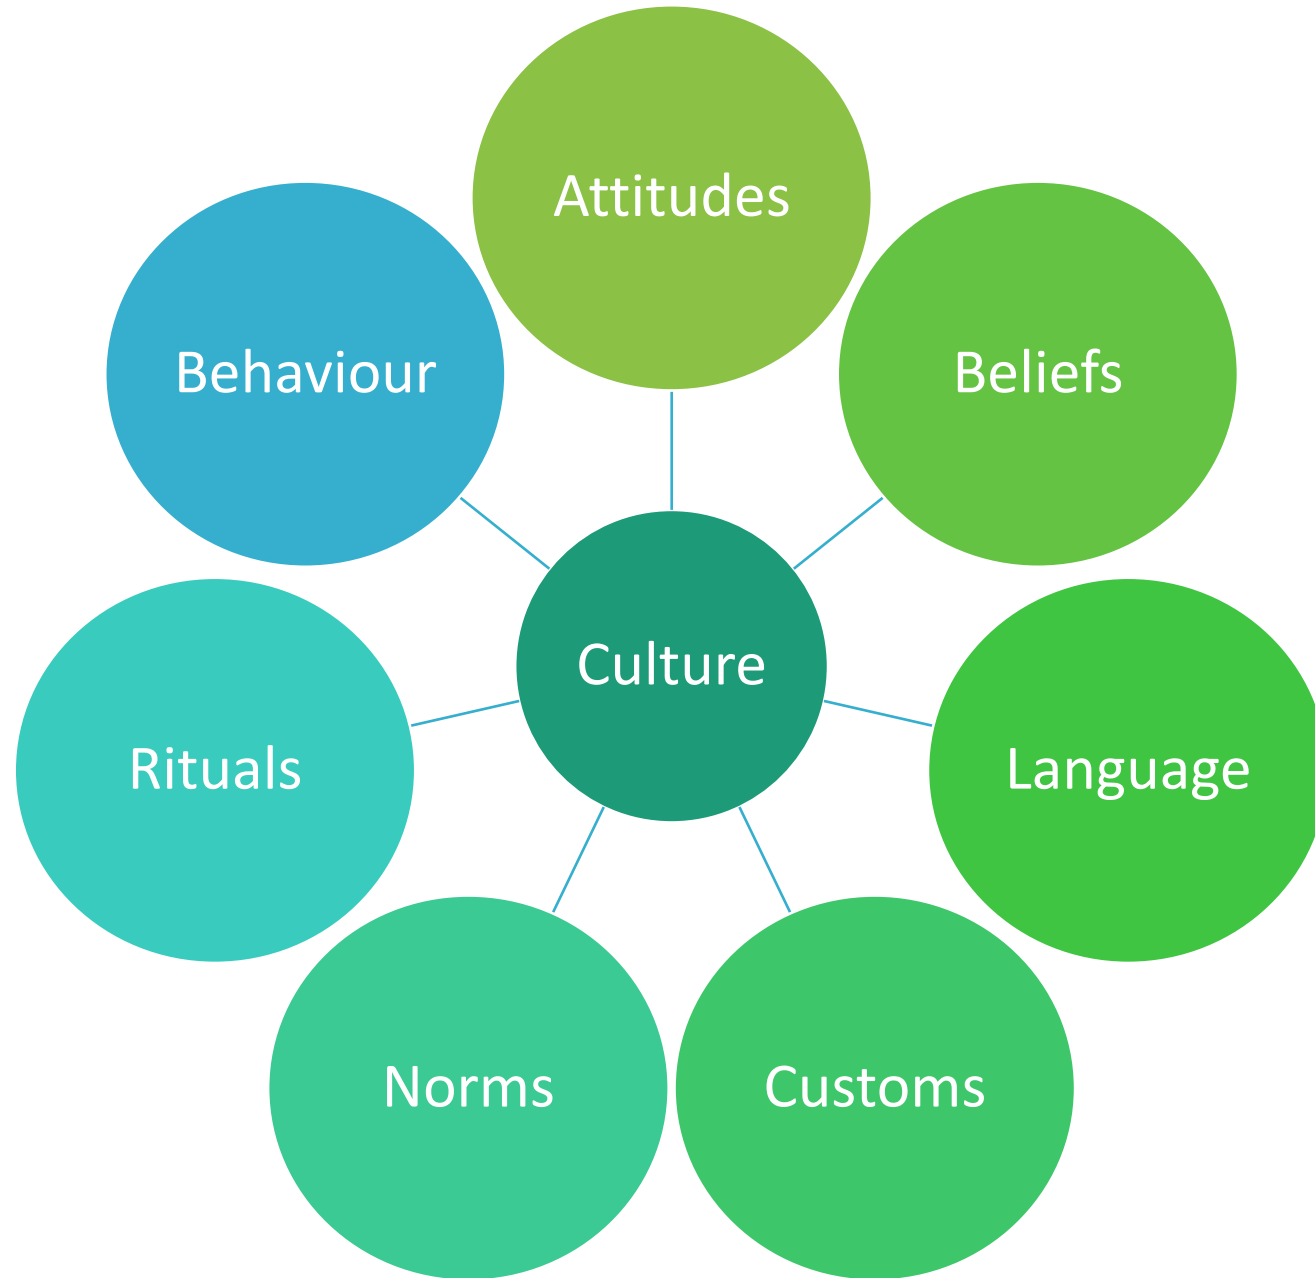 Attitudes
Behaviour
Beliefs
Culture
Rituals
Language
Norms
Customs